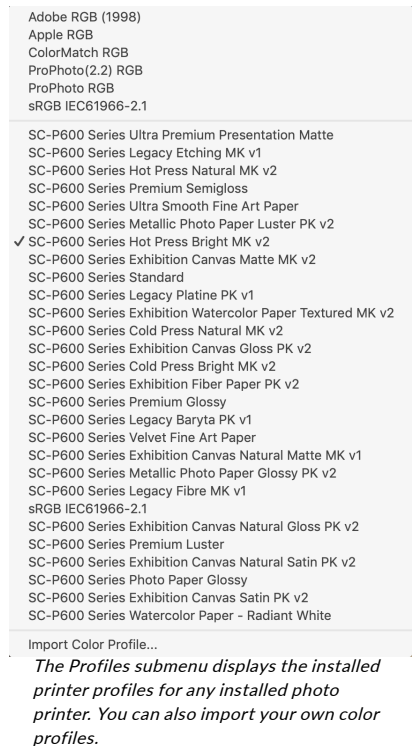 Adobe RGB (1998)
Apple RGB
ColorMatch RGB
ProPhoto(2.2) RGB
ProPhoto RGB
sRGB IEC61966-2.1
SC-P600 Series Ultra Premium Presentation Matte
SC-P600 Series Legacy Etching MK v1
SC-P600 Series Hot Press Natural MK v2
SC-P600 Series Premium Semigloss
SC-P600 Series Ultra Smooth Fine Art Paper
SC-P600 Series Metallic Photo Paper Luster PK v2
✓ SC-P600 Series Hot Press Bright MK v2
SC-P600 Series Exhibition Canvas Matte MK v2
SC-P600 Series Standard
SC-P600 Series Legacy Platine PK v1
SC-P600 Series Exhibition Watercolor Paper Textured MK v2
SC-P600 Series Cold Press Natural MK v2
SC-P600 Series Exhibition Canvas Gloss PK v2
SC-P600 Series Cold Press Bright MK v2
SC-P600 Series Exhibition Fiber Paper PK v2
SC-P600 Series Premium Glossy
SC-P600 Series Legacy Baryta PK v1
SC-P600 Series Velvet Fine Art Paper
SC-P600 Series Exhibition Canvas Natural Matte MK v1
SC-P600 Series Metallic Photo Paper Glossy PK v2
SC-P600 Series Legacy Fibre MK v1
sRGB IEC61966-2.1
SC-P600 Series Exhibition Canvas Natural Gloss PK v2
SC-P600 Series Premium Luster
SC-P600 Series Exhibition Canvas Natural Satin PK v2
SC-P600 Series Photo Paper Glossy
SC-P600 Series Exhibition Canvas Satin PK v2
SC-P600 Series Watercolor Paper - Radiant White
Import Color Profile...
The Profiles submenu displays the installed
printer profiles for any installed photo
printer. You can also import your own color
profiles.